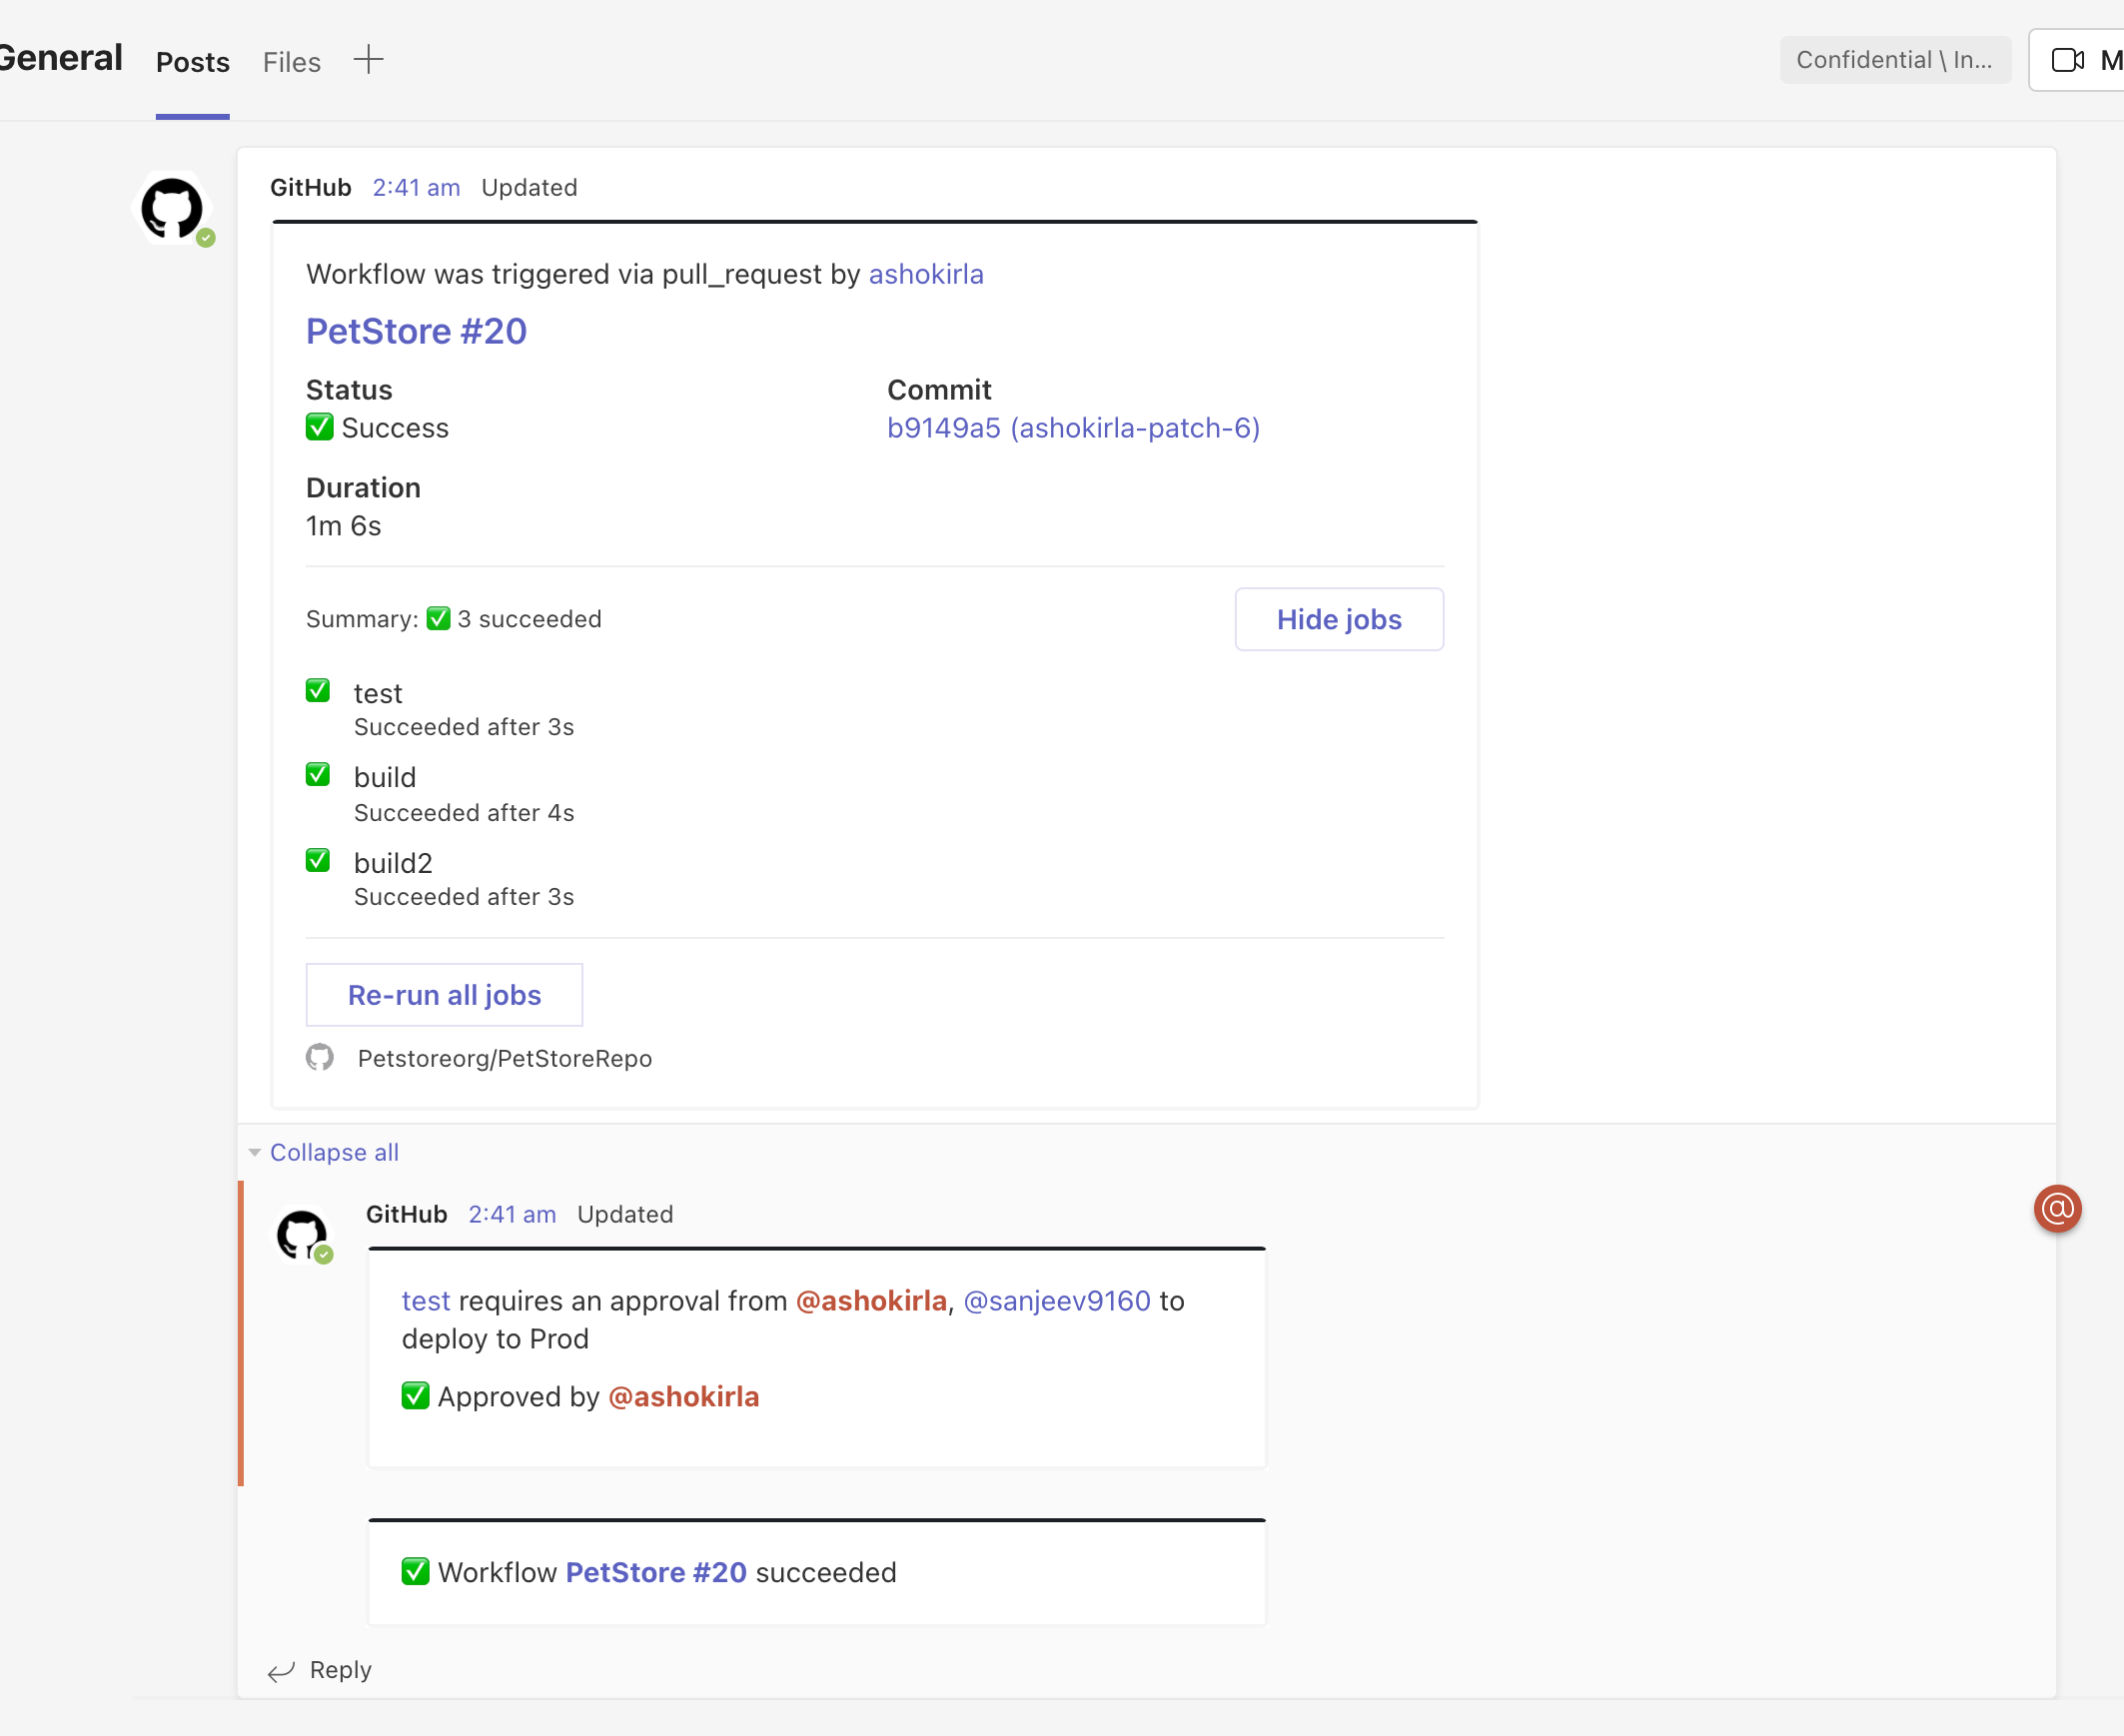 General Posts Files Confidential \ In... M
GitHub 2:41 am Updated
Workflow was triggered via pull_request by ashokirla
PetStore #20
Status Commit
Success b9149a5 (ashokirla-patch-6)
Duration
1m 6s
Summary: 3 succeeded Hide jobs
test
Succeeded after 3s
build
Succeeded after 4s
build2
Succeeded after 3s
Re-run all jobs
Petstoreorg/PetStoreRepo
Collapse all
GitHub 2:41 am Updated
@
test requires an approval from @ashokirla, @sanjeev9160 to
deploy to Prod
Approved by @ashokirla
Workflow PetStore #20 succeeded
Reply